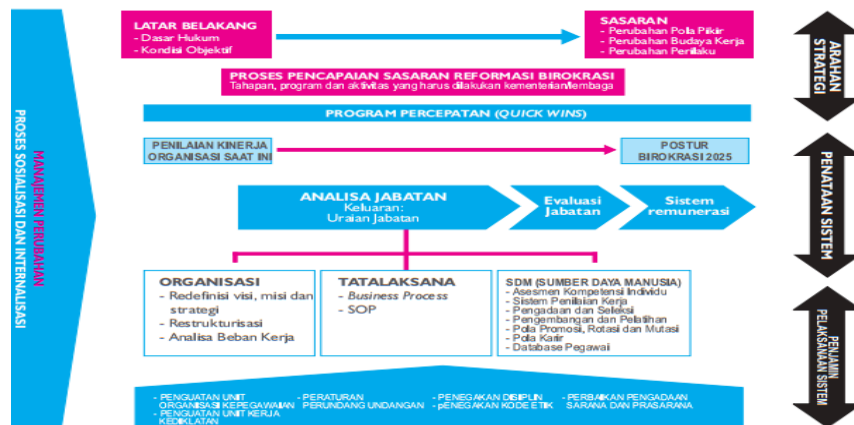 LATAR BELAKANG
- Dasar Hukum
- Kondisi Objektif
SASARAN
- Perubahan Pola Pikir
- Perubahan Budaya Kerja
- Perubahan Perilaku
PROSES PENCAPAIAN SASARAN REFORMASI BIROKRASI
Tahapan, program dan aktivitas yang harus dilakukan kementerian/lembaga
PROGRAM PERCEPATAN (QUICK WINS)
PENILAIAN KINERJA
ORGANISASI SAAT INI
POSTUR
BIROKRASI 2025
ANALISA JABATAN
Keluaran:
Uraian Jabatan
Evaluasi
Jabatan
Sistem
remunerasi
ORGANISASI
- Redefinisi visi, misi dan
strategi
- Restrukturisasi
- Analisa Beban Kerja
TATALAKSANA
- Business Process
- SOP
SDM (SUMBER DAYA MANUSIA)
- Asesmen Kompetensi Individu
- Sistem Penilaian Kerja
- Pengadaan dan Seleksi
- Pengembangan dan Pelatihan
- Pola Promosi, Rotasi dan Mutasi
- Pola Karir
- Database Pegawai
- PENGUATAN UNIT
ORGANISASI KEPEGAWAIAN
- PENGUATAN UNIT KERJA
KEDIKLATAN
- PERATURAN
PERUNDANG UNDANGAN
- PENEGAKAN DISIPLIN
- pENEGAKAN KODE ETIK
- PERBAIKAN PENGADAAN
SARANA DAN PRASARANA
MANAJEMEN PERUBAHAN
PROSES SOSIALISASI DAN INTERNALISASI
ARAHAN
STRATEGI
PENATAAN SISTEM
PENJAMIN
PELAKSANAAN SISTEM